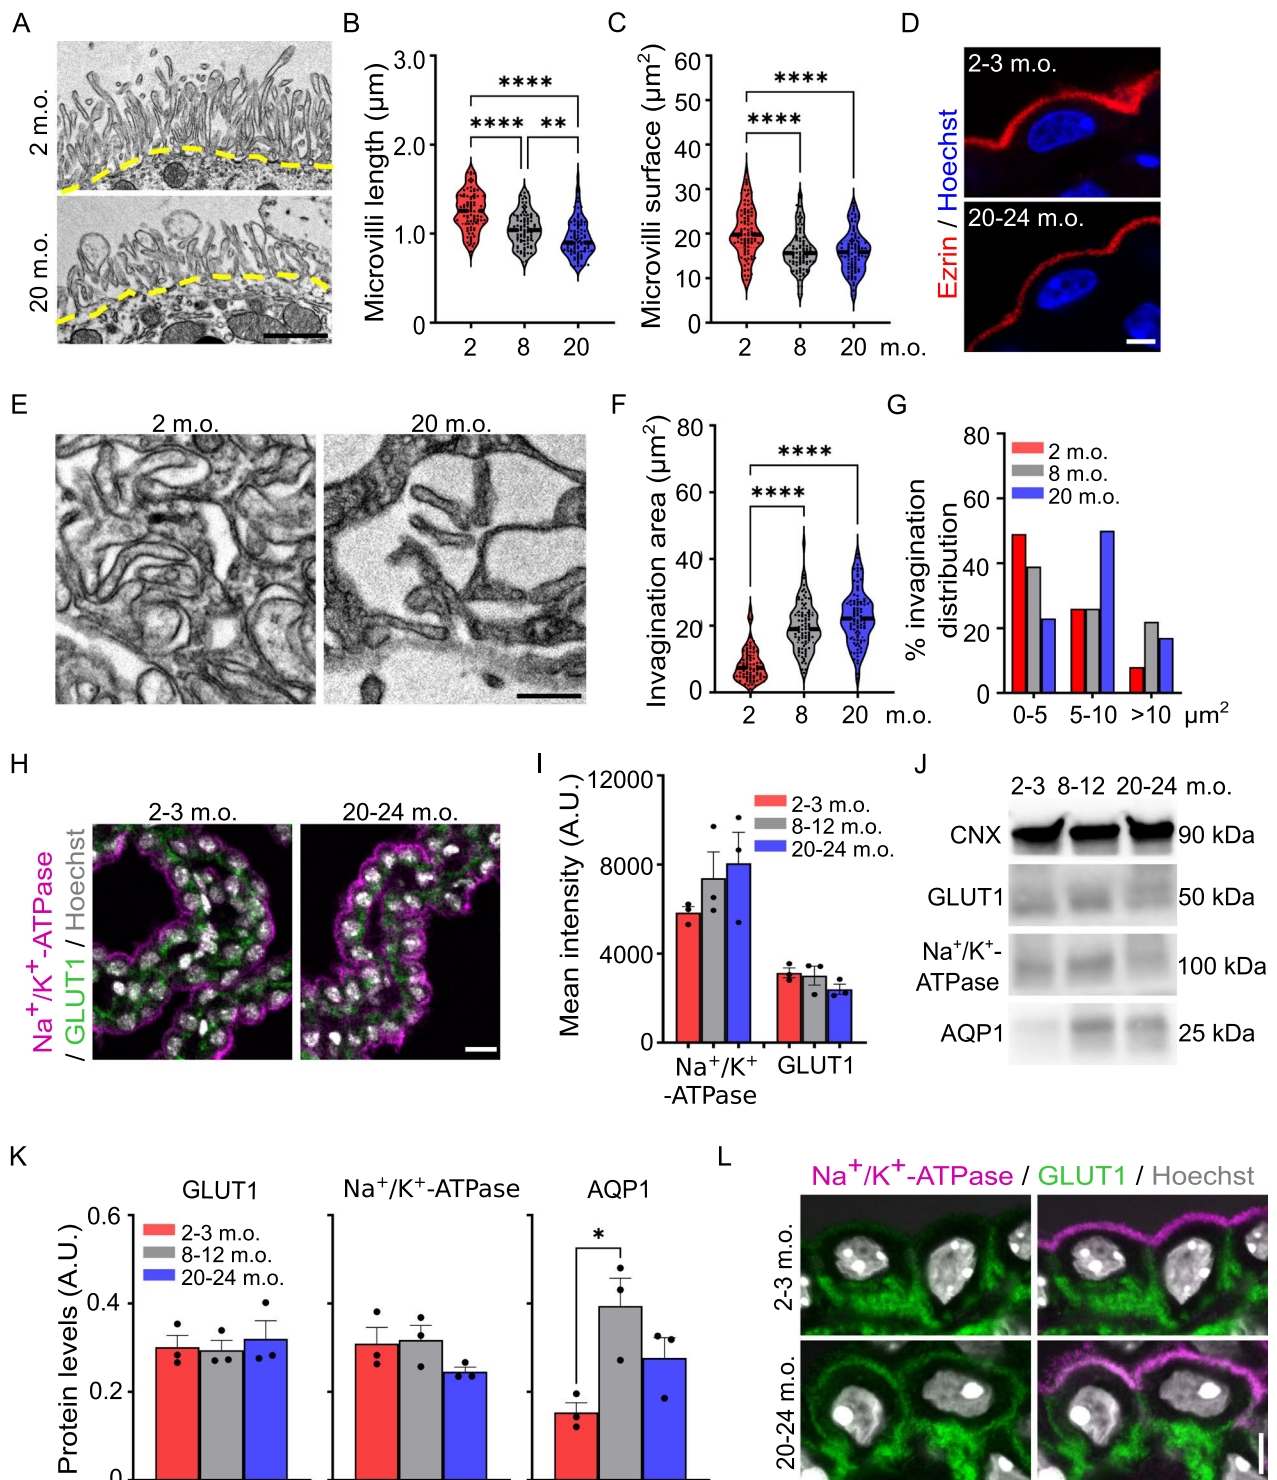 A
2 m.o.
20 m.o.
B
Microvilli length (µm)
3.0
2.0
1.0
0
****
**** **
2 8 20
C
Microvilli surface (µm²)
60
50
40
30
20
10
0
****
****
2 8 20 m.o.
D
Ezrin / Hoechst
2-3 m.o.
20-24 m.o.
E
2 m.o. 20 m.o.
F
Invagination area (µm²)
80
60
40
20
0
****
****
2 8 20 m.o.
G
% invagination
distribution
100
80
60
40
20
0
2 m.o.
8 m.o.
20 m.o.
0-5 5-10 >10 µm²
H
Na⁺/K⁺-ATPase
/ GLUT1 / Hoechst
2-3 m.o. 20-24 m.o.
I
Mean intensity (A.U.)
12000
8000
4000
0
2-3 m.o.
8-12 m.o.
20-24 m.o.
Na⁺/K⁺
-ATPase
GLUT1
J
2-3 8-12 20-24 m.o.
CNX 90 kDa
GLUT1 50 kDa
Na⁺/K⁺-
ATPase 100 kDa
AQP1 25 kDa
K
Protein levels (A.U.)
GLUT1 Na⁺/K⁺-ATPase AQP1
0.6
0.4
0.2
0
2-3 m.o.
8-12 m.o.
20-24 m.o.
*
L
Na⁺/K⁺-ATPase / GLUT1 / Hoechst
2-3 m.o.
20-24 m.o.